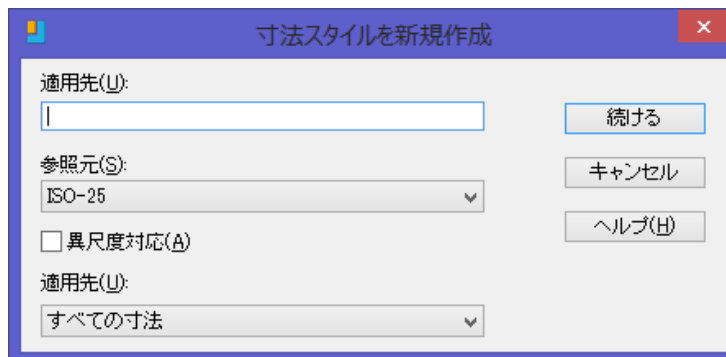 寸法スタイルを新規作成
適用先(U):
続ける
参照元(S):
ISO-25
キャンセル
異尺度対応(A)
ヘルプ(H)
適用先(U):
すべての寸法